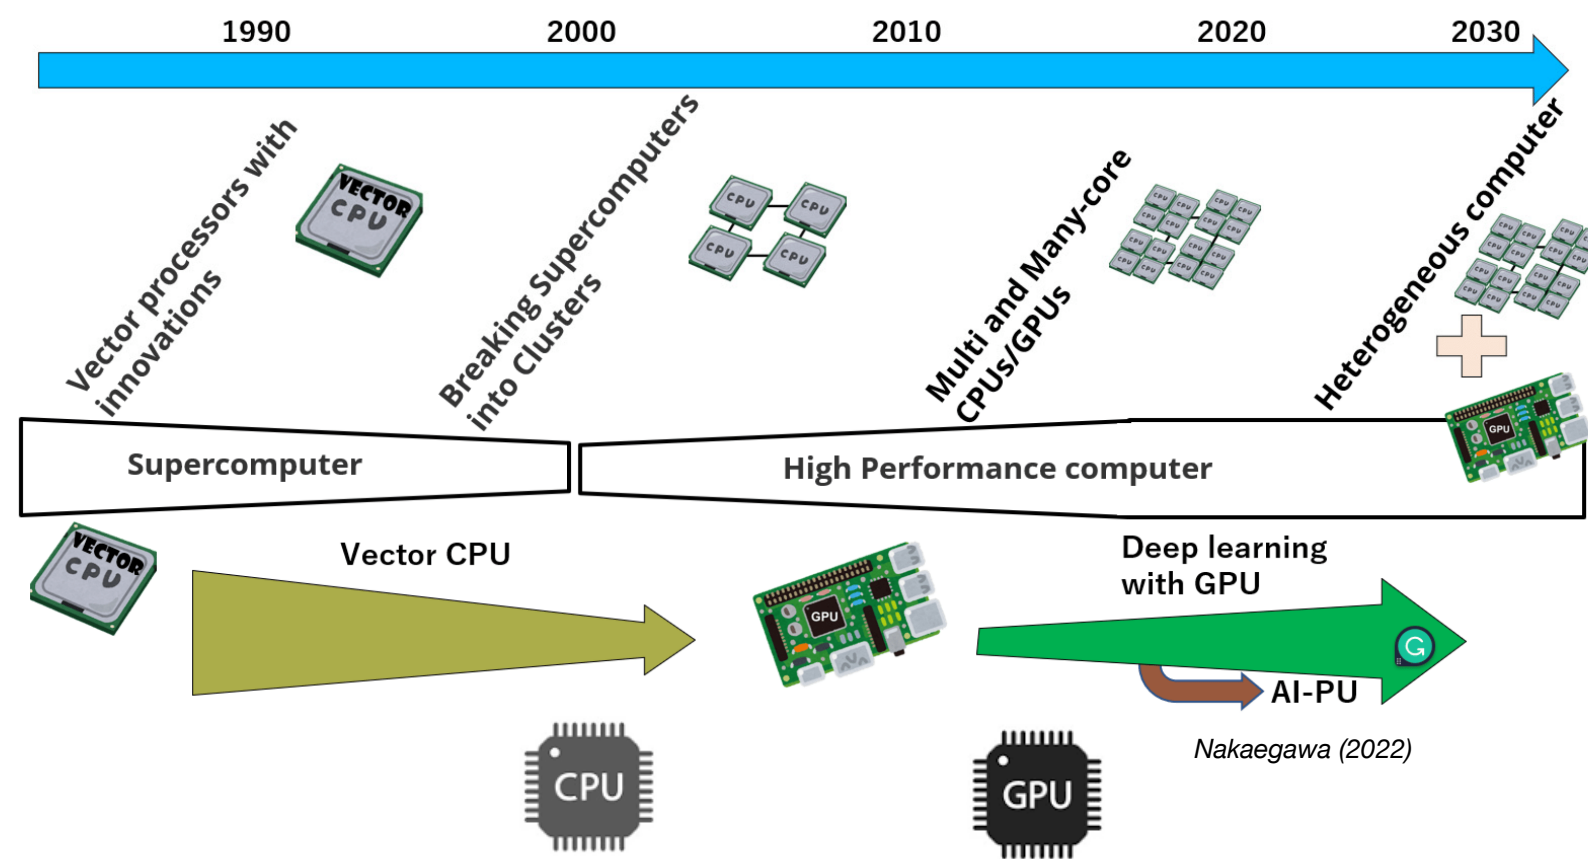 1990
2000
2010
2020
2030
Vector processors with
innovations
VECTOR
CPU
Breaking Supercomputers
into Clusters
CPU
CPU
CPU
CPU
Multi and Many-core
CPUs/GPUs
Heterogeneous computer
GPU
Supercomputer
High Performance computer
VECTOR
CPU
Vector CPU
GPU
Deep learning
with GPU
G
AI-PU
Nakaegawa (2022)
CPU
GPU